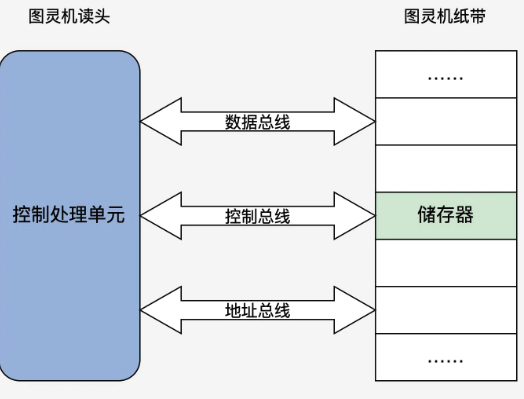 图灵机读头
图灵机纸带
……
数据总线
控制处理单元
控制总线
储存器
地址总线
……